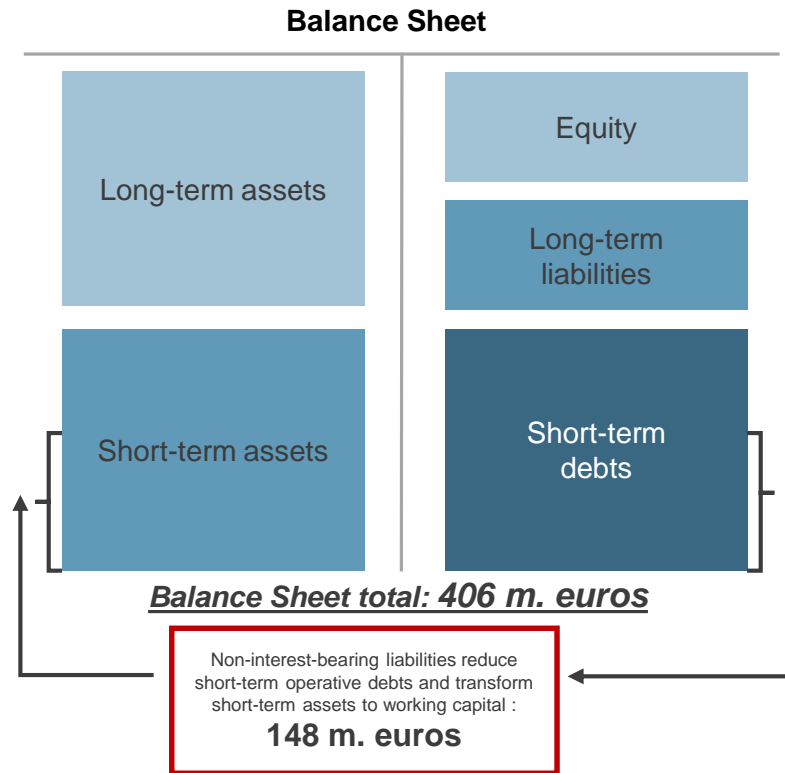 Balance Sheet
Long-term assets
Equity
Long-term
liabilities
Short-term assets
Short-term
debts
Balance Sheet total: 406 m. euros
Non-interest-bearing liabilities reduce
short-term operative debts and transform
short-term assets to working capital :
148 m. euros